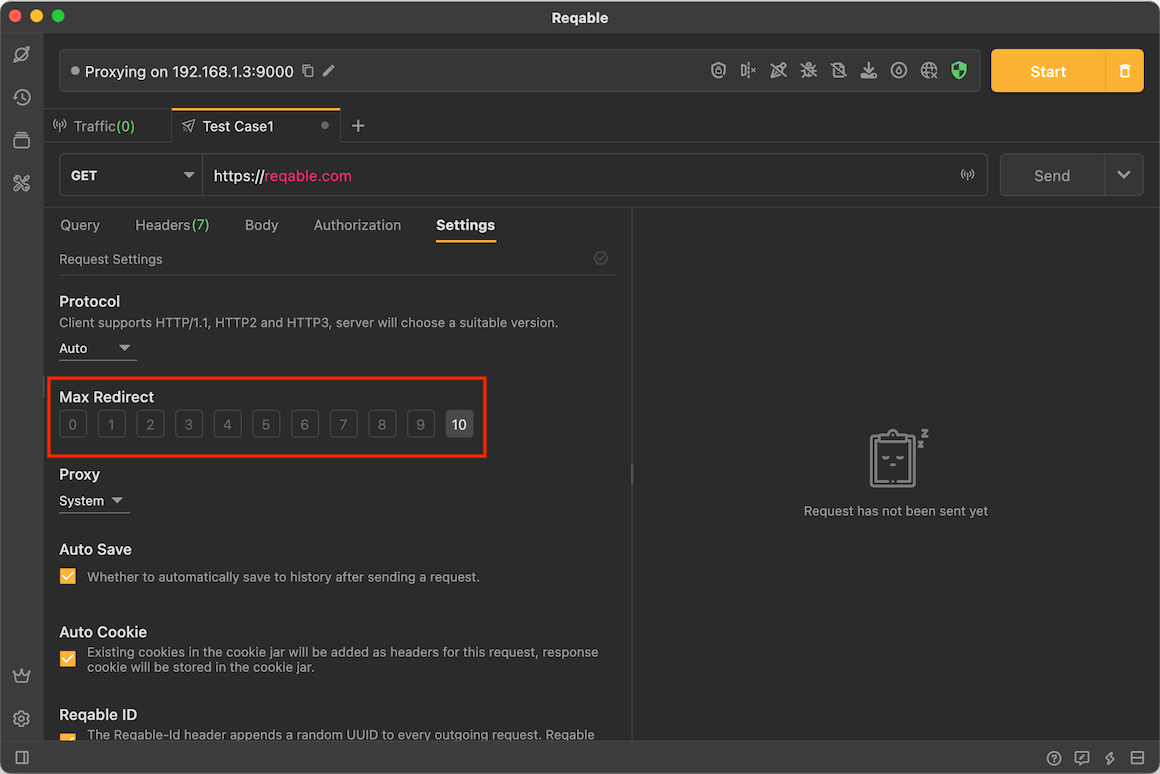 Reqable
Proxying on 192.168.1.3:9000
Start
Traffic(0)
Test Case1
GET
https://reqable.com
Send
Query
Headers(7)
Body
Authorization
Settings
Request Settings
Protocol
Client supports HTTP/1.1, HTTP2 and HTTP3, server will choose a suitable version.
Auto
Max Redirect
0 1 2 3 4 5 6 7 8 9 10
Proxy
System
Auto Save
Whether to automatically save to history after sending a request.
Auto Cookie
Existing cookies in the cookie jar will be added as headers for this request, response
cookie will be stored in the cookie jar.
Reqable ID
The Reqable-Id header appends a random UUID to every outgoing request. Reqable
z
z
Request has not been sent yet